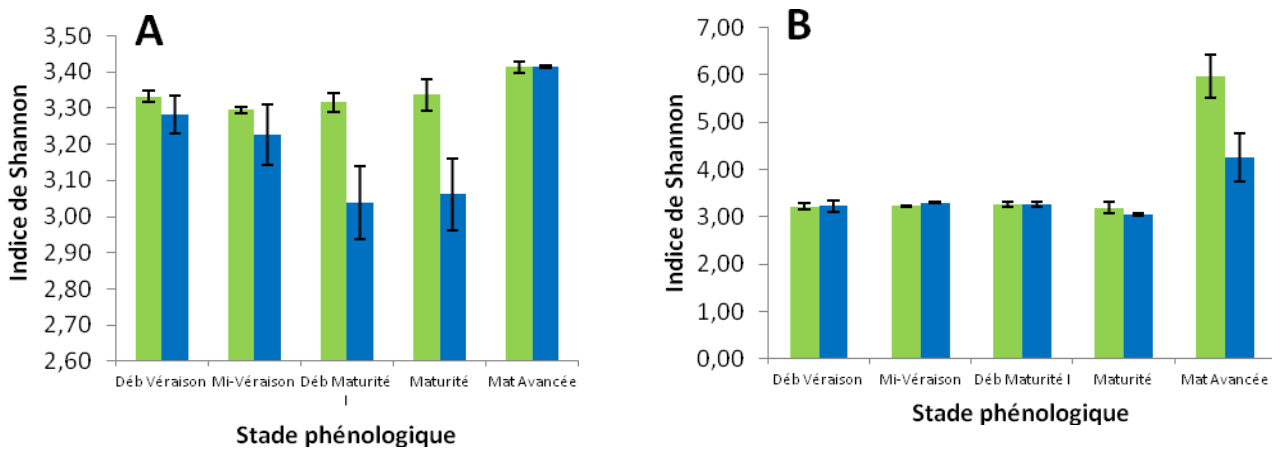 A
Indice de Shannon
3,50
3,40
3,30
3,20
3,10
3,00
2,90
2,80
2,70
2,60
Déb Véraison
Mi-Véraison
Déb Maturité
I
Maturité
Mat Avancée
Stade phénologique
B
Indice de Shannon
7,00
6,00
5,00
4,00
3,00
2,00
1,00
0,00
Déb Véraison
Mi-Véraison
Déb Maturité I
Maturité
Mat Avancée
Stade phénologique